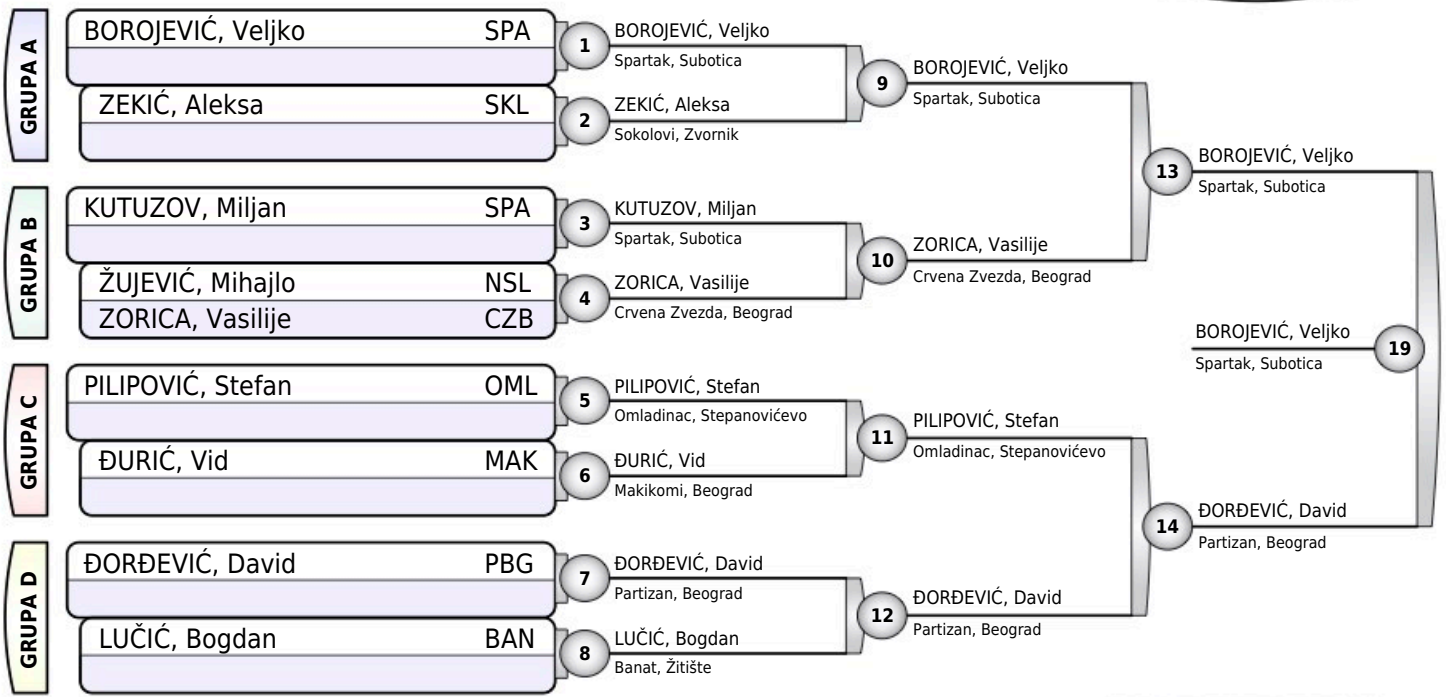 GRUPA A
BOROJEVIĆ, Veljko SPA
ZEKIĆ, Aleksa SKL
GRUPA B
KUTUZOV, Miljan SPA
ŽUJEVIĆ, Mihajlo NSL
ZORICA, Vasilije CZB
GRUPA C
PILIPOVIĆ, Stefan OML
ĐURIĆ, Vid MAK
GRUPA D
ĐORĐEVIĆ, David PBG
LUČIĆ, Bogdan BAN
1
BOROJEVIĆ, Veljko
Spartak, Subotica
2
ZEKIĆ, Aleksa
Sokolovi, Zvornik
3
KUTUZOV, Miljan
Spartak, Subotica
4
ZORICA, Vasilije
Crvena Zvezda, Beograd
5
PILIPOVIĆ, Stefan
Omladinac, Stepanovićevo
6
ĐURIĆ, Vid
Makikomi, Beograd
7
ĐORĐEVIĆ, David
Partizan, Beograd
8
LUČIĆ, Bogdan
Banat, Žitište
9
BOROJEVIĆ, Veljko
Spartak, Subotica
10
ZORICA, Vasilije
Crvena Zvezda, Beograd
11
PILIPOVIĆ, Stefan
Omladinac, Stepanovićevo
12
ĐORĐEVIĆ, David
Partizan, Beograd
13
BOROJEVIĆ, Veljko
Spartak, Subotica
14
ĐORĐEVIĆ, David
Partizan, Beograd
BOROJEVIĆ, Veljko
Spartak, Subotica
19